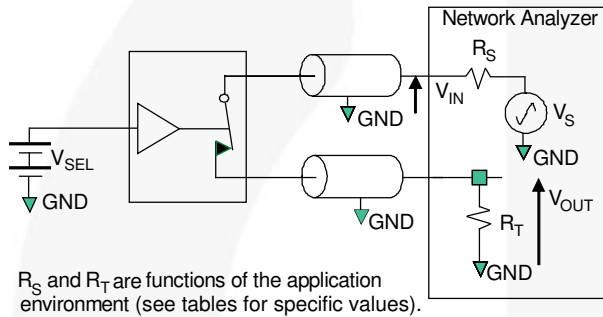 Network Analyzer
R_S
V_IN
V_S
GND
GND
V_SEL
GND
GND
V_OUT
R_T
GND
R_S and R_T are functions of the application
environment (see tables for specific values).